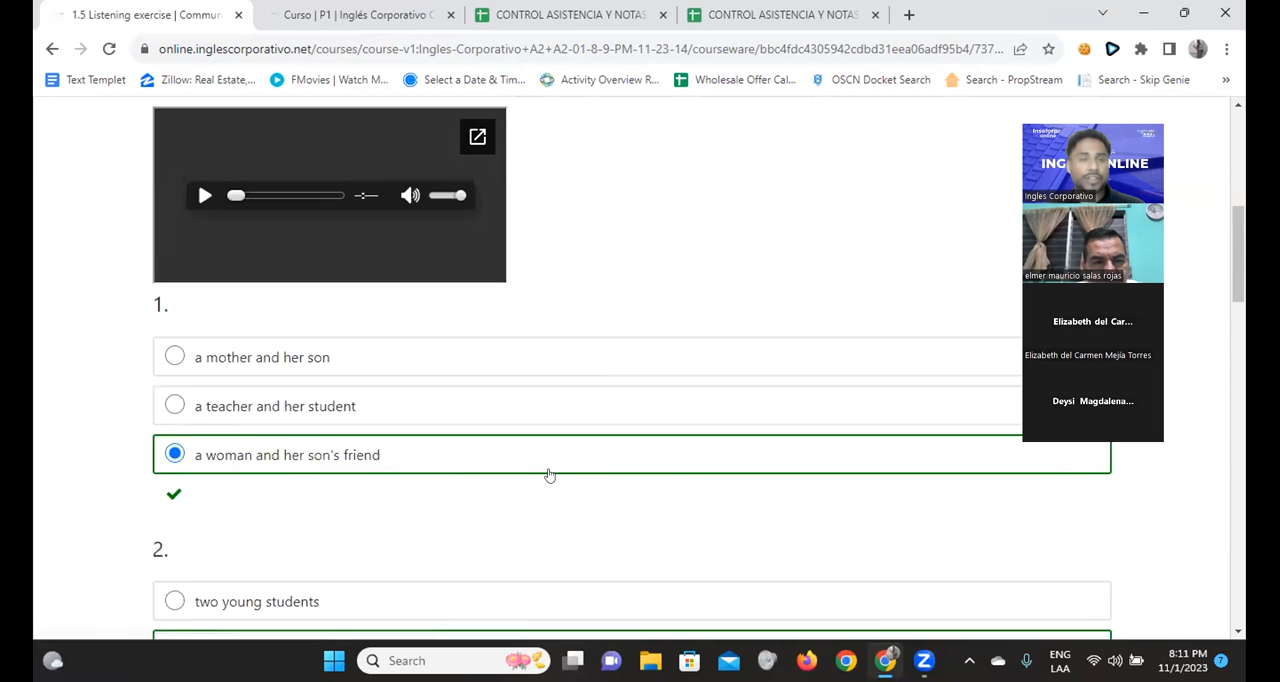 1.5 Listening exercise | Commun
Curso | P1 | Inglés Corporativo C
CONTROL ASISTENCIA Y NOTAS
CONTROL ASISTENCIA Y NOTAS
online.inglescorporativo.net/courses/course-v1:Ingles-Corporativo+A2+A2-01-8-9-PM-11-23-14/courseware/bbc4fdc4305942cdbd31eea06adf95b4/737...
Text Templet
Zillow: Real Estate,...
FMovies | Watch M...
Select a Date & Tim...
Activity Overview R...
Wholesale Offer Cal...
OSCN Docket Search
Search - PropStream
Search - Skip Genie
»
ING NLINE
Ingles Corporativo
elmer mauricio salas rojas
Elizabeth del Car...
Elizabeth del Carmen Mejía Torres
Deysi Magdalena...
-:-
1.
a mother and her son
a teacher and her student
a woman and her son's friend
2.
two young students
Search
ENG
LAA
8:11 PM
11/1/2023
7